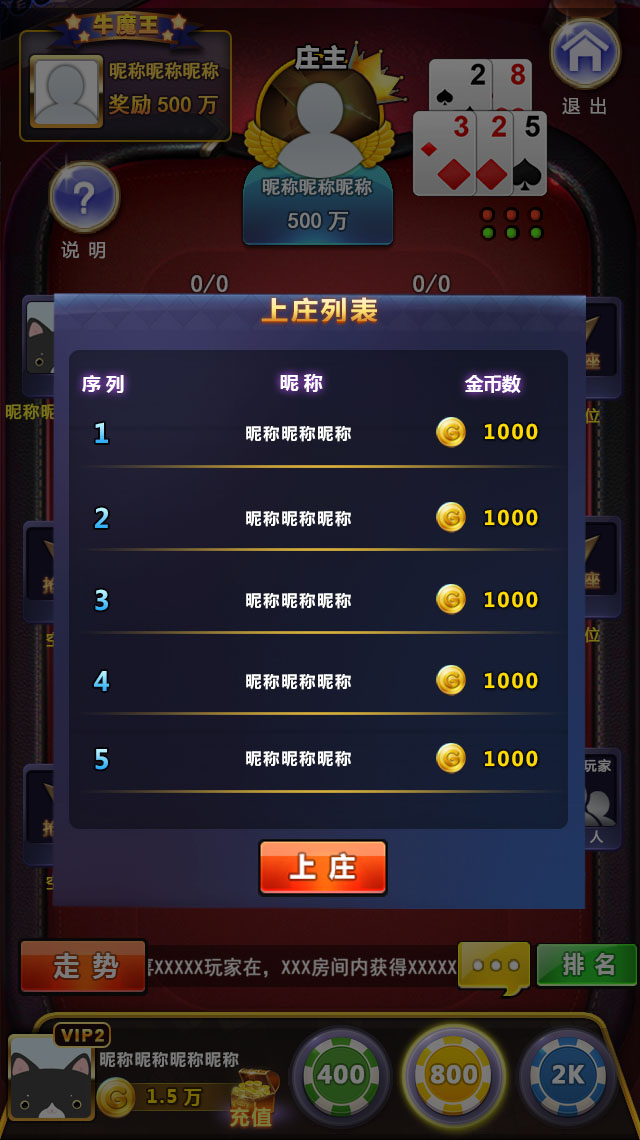 牛魔王
昵称昵称昵称
奖励 500 万
庄主
昵称昵称昵称
500 万
2 8
3 2 5
退 出
?
说 明
0/0 0/0
上庄列表
序列 昵称 金币数
1 昵称昵称昵称 G 1000
2 昵称昵称昵称 G 1000
3 昵称昵称昵称 G 1000
4 昵称昵称昵称 G 1000
5 昵称昵称昵称 G 1000
上 庄
昵称昵
座
位
抢
座
空
位
玩家
抢
人
空
走 势
XXXXX玩家在，XXX房间内获得XXXXX
排 名
VIP2
昵称昵称昵称昵称
G 1.5 万
充值
400
800
2K